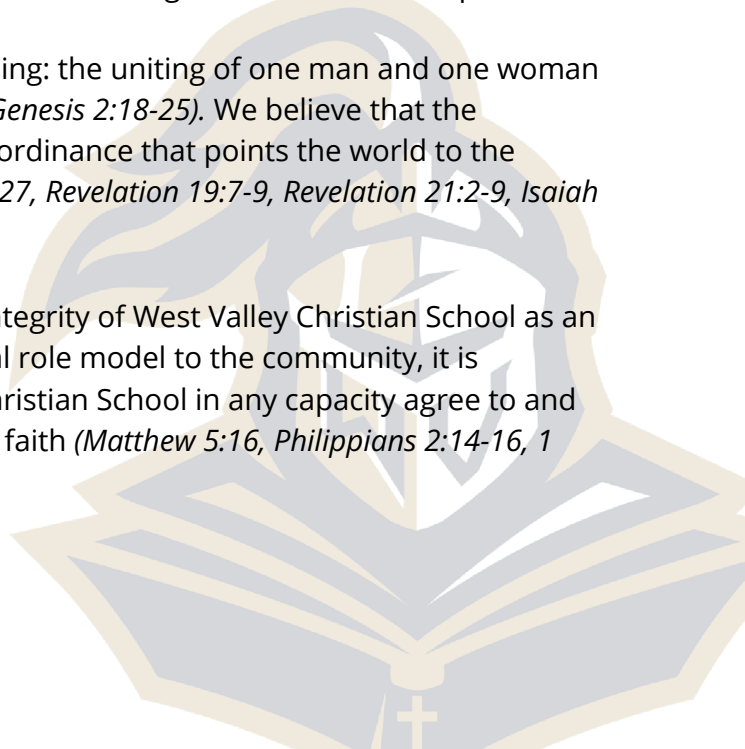 ing: the uniting of one man and one woman
Genesis 2:18-25). We believe that the
ordinance that points the world to the
27, Revelation 19:7-9, Revelation 21:2-9, Isaiah
ntegrity of West Valley Christian School as an
al role model to the community, it is
hristian School in any capacity agree to and
faith (Matthew 5:16, Philippians 2:14-16, 1